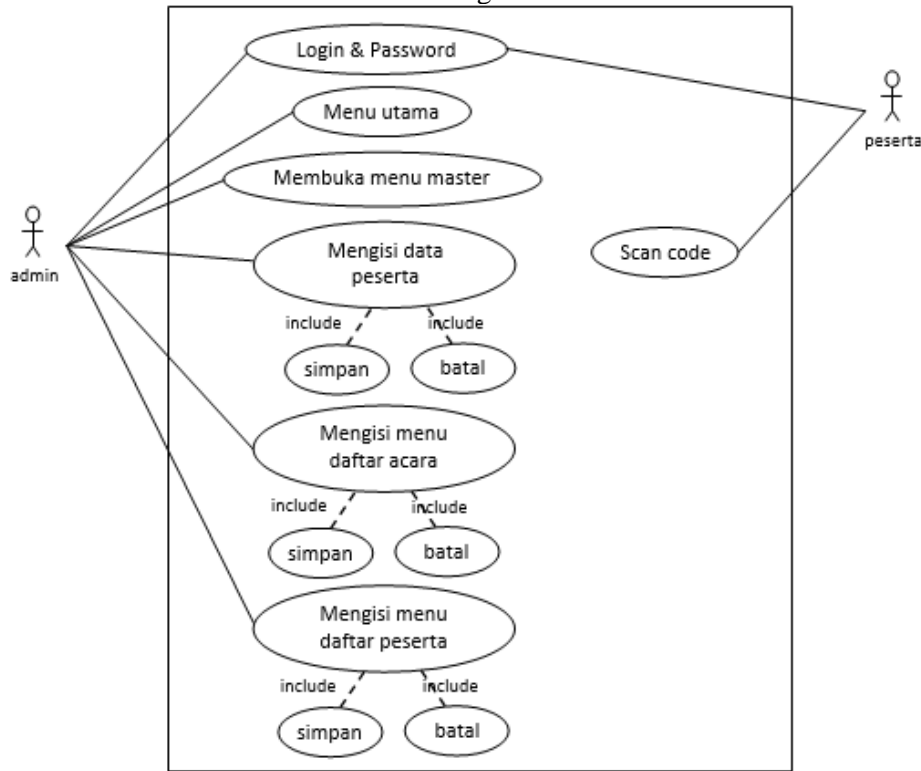 Login & Password
Menu utama
peserta
Membuka menu master
admin
Mengisi data
peserta
Scan code
include
include
simpan
batal
Mengisi menu
daftar acara
include
include
simpan
batal
Mengisi menu
daftar peserta
include
include
simpan
batal